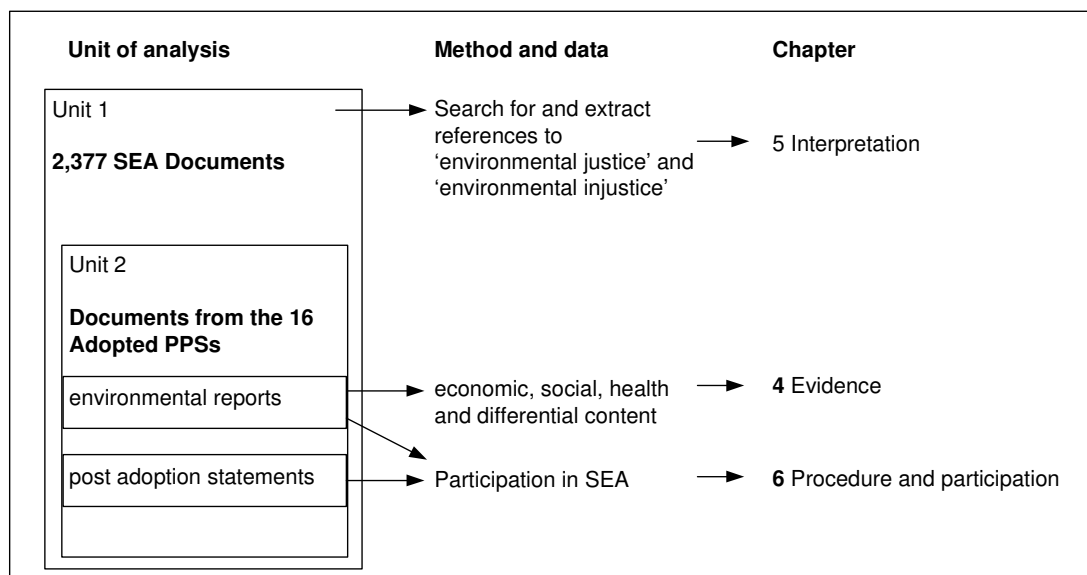 Unit of analysis
Method and data
Chapter
Unit 1
2,377 SEA Documents
Search for and extract
references to
‘environmental justice’ and
‘environmental injustice’
5 Interpretation
Unit 2
Documents from the 16
Adopted PPSs
environmental reports
economic, social, health
and differential content
4 Evidence
post adoption statements
Participation in SEA
6 Procedure and participation